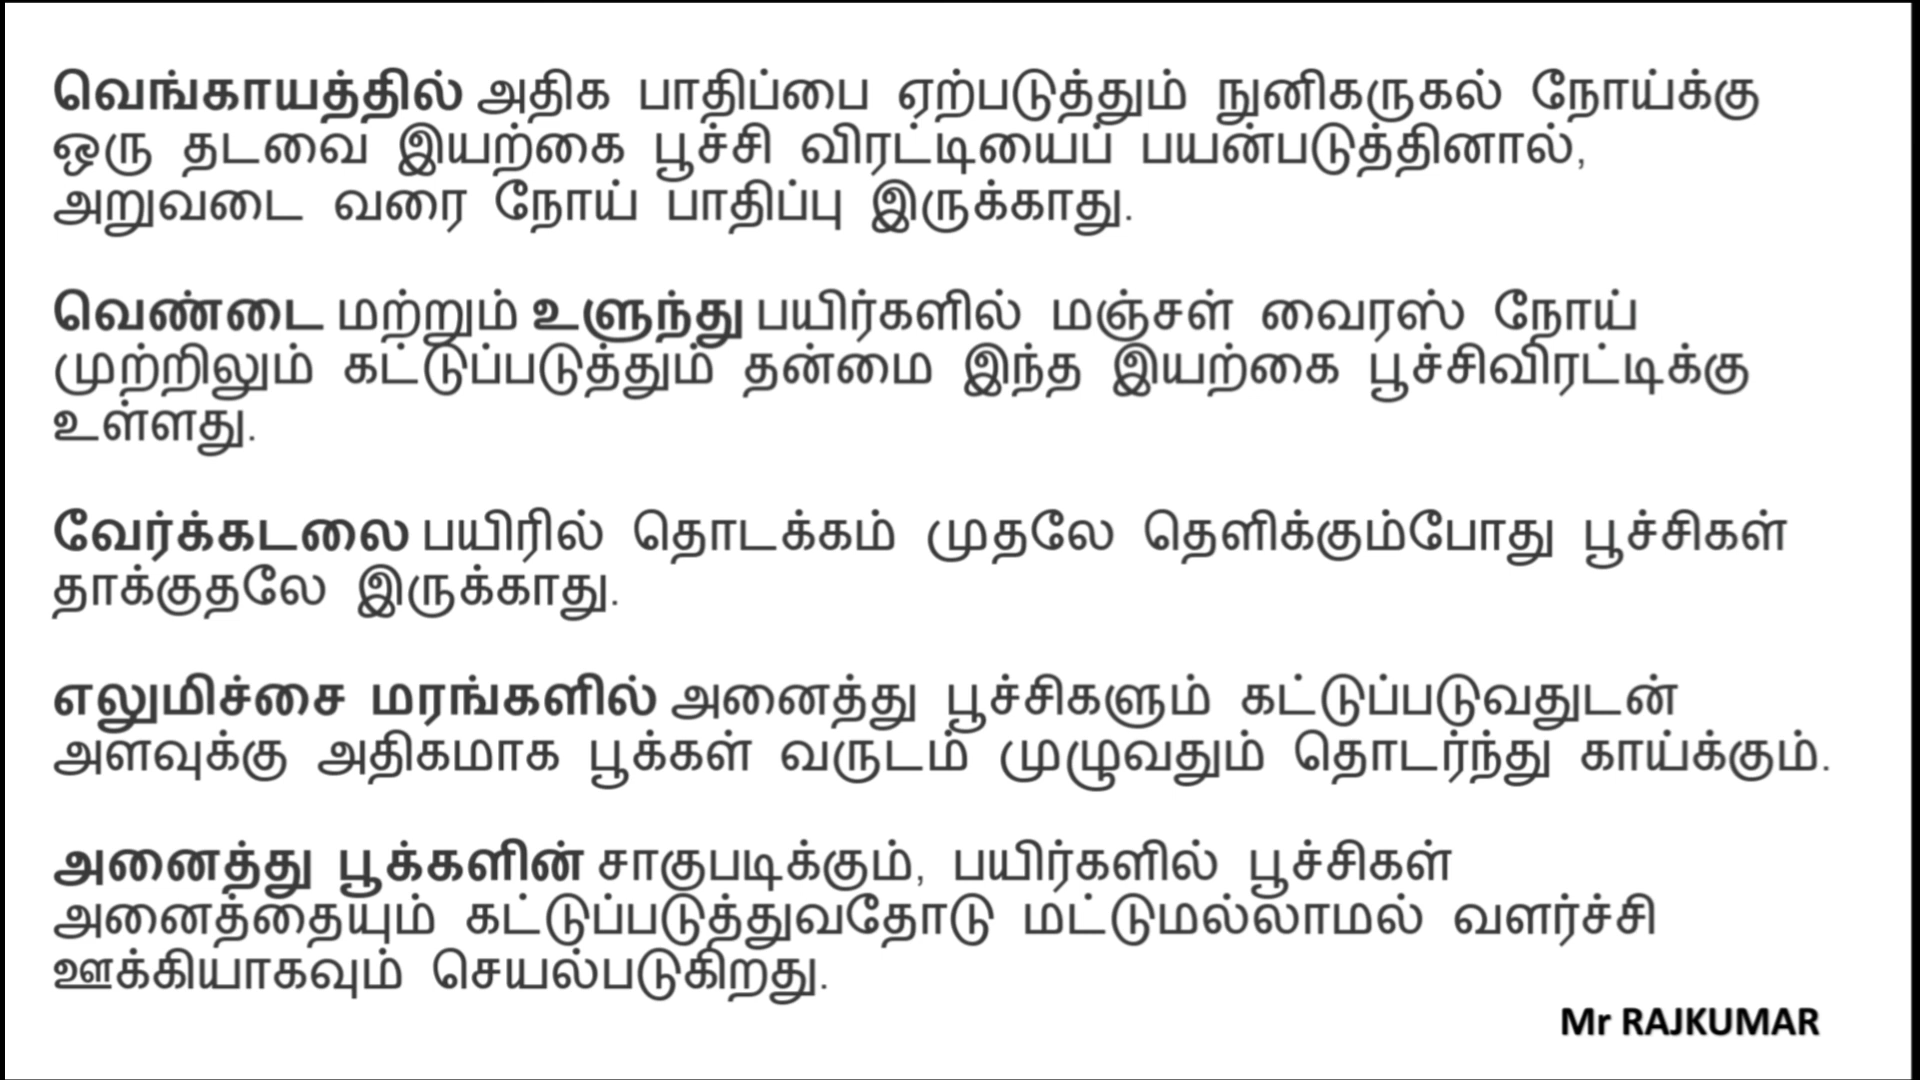 வெங்காயத்தில் அதிக பாதிப்பை ஏற்படுத்தும் நுனிகருகல் நோய்க்கு
ஒரு தடவை இயற்கை பூச்சி விரட்டியைப் பயன்படுத்தினால்,
அறுவடை வரை நோய் பாதிப்பு இருக்காது.
வெண்டை மற்றும் உளுந்து பயிர்களில் மஞ்சள் வைரஸ் நோய்
முற்றிலும் கட்டுப்படுத்தும் தன்மை இந்த இயற்கை பூச்சிவிரட்டிக்கு
உள்ளது.
வேர்க்கடலை பயிரில் தொடக்கம் முதலே தெளிக்கும்போது பூச்சிகள்
தாக்குதலே இருக்காது.
எலுமிச்சை மரங்களில் அனைத்து பூச்சிகளும் கட்டுப்படுவதுடன்
அளவுக்கு அதிகமாக பூக்கள் வருடம் முழுவதும் தொடர்ந்து காய்க்கும்.
அனைத்து பூக்களின் சாகுபடிக்கும், பயிர்களில் பூச்சிகள்
அனைத்தையும் கட்டுப்படுத்துவதோடு மட்டுமல்லாமல் வளர்ச்சி
ஊக்கியாகவும் செயல்படுகிறது.
Mr RAJKUMAR